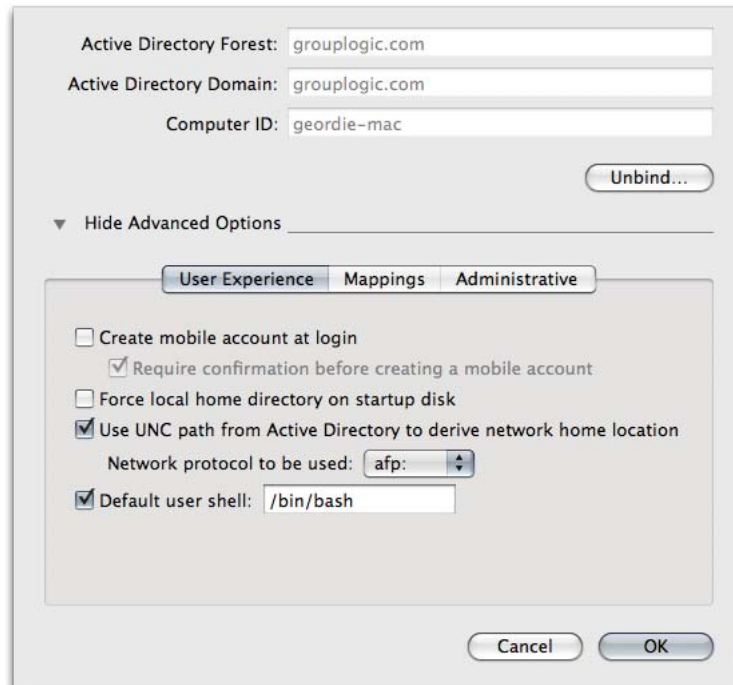 Active Directory Forest: grouplogic.com
Active Directory Domain: grouplogic.com
Computer ID: geordie-mac
Unbind...
Hide Advanced Options
User Experience Mappings Administrative
Create mobile account at login
Require confirmation before creating a mobile account
Force local home directory on startup disk
Use UNC path from Active Directory to derive network home location
Network protocol to be used: afp:
Default user shell: /bin/bash
Cancel OK